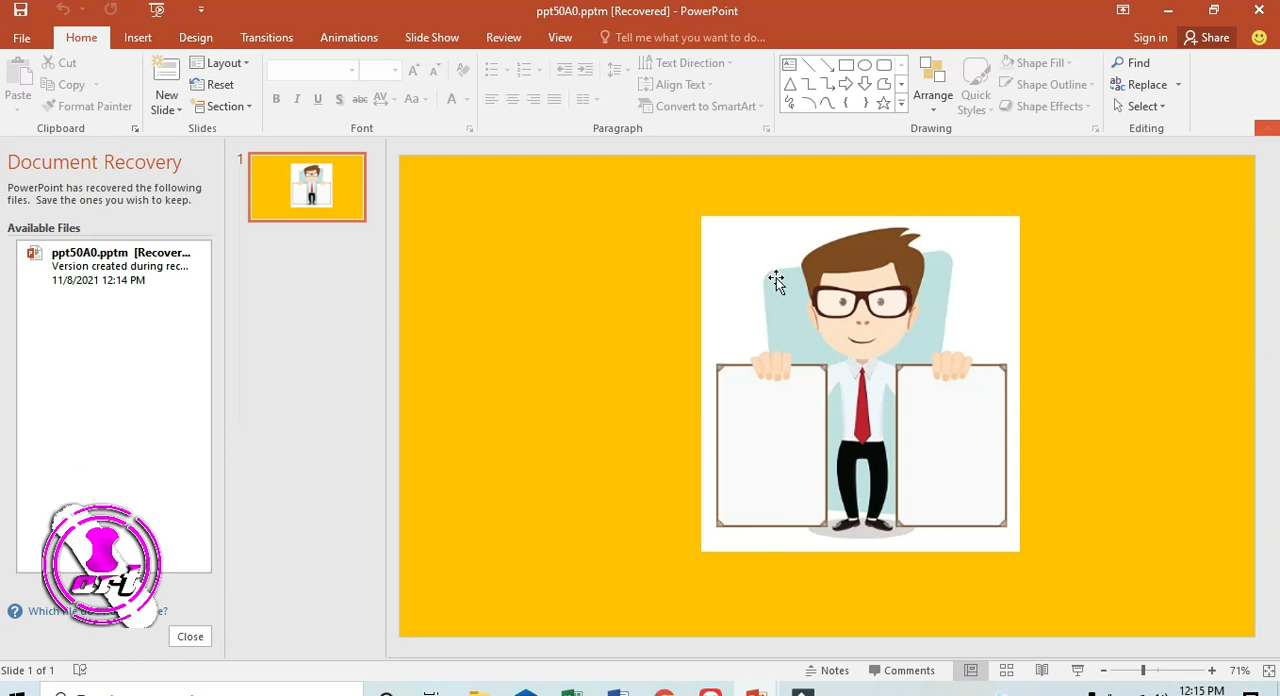 ppt50A0.pptm [Recovered] - PowerPoint
File Home Insert Design Transitions Animations Slide Show Review View Tell me what you want to do... Sign in Share
Paste
Cut
Copy
Format Painter
Clipboard
New Slide
Layout
Reset
Section
Slides
B I U S abc AV Aa A
Font
Text Direction
Align Text
Convert to SmartArt
Paragraph
Arrange
Quick Styles
Shape Fill
Shape Outline
Shape Effects
Drawing
Find
Replace
Select
Editing
Document Recovery
PowerPoint has recovered the following
files. Save the ones you wish to keep.
Available Files
ppt50A0.pptm [Recover...
Version created during rec...
11/8/2021 12:14 PM
art
Close
1
Slide 1 of 1
Notes
Comments
71%
12:15 PM